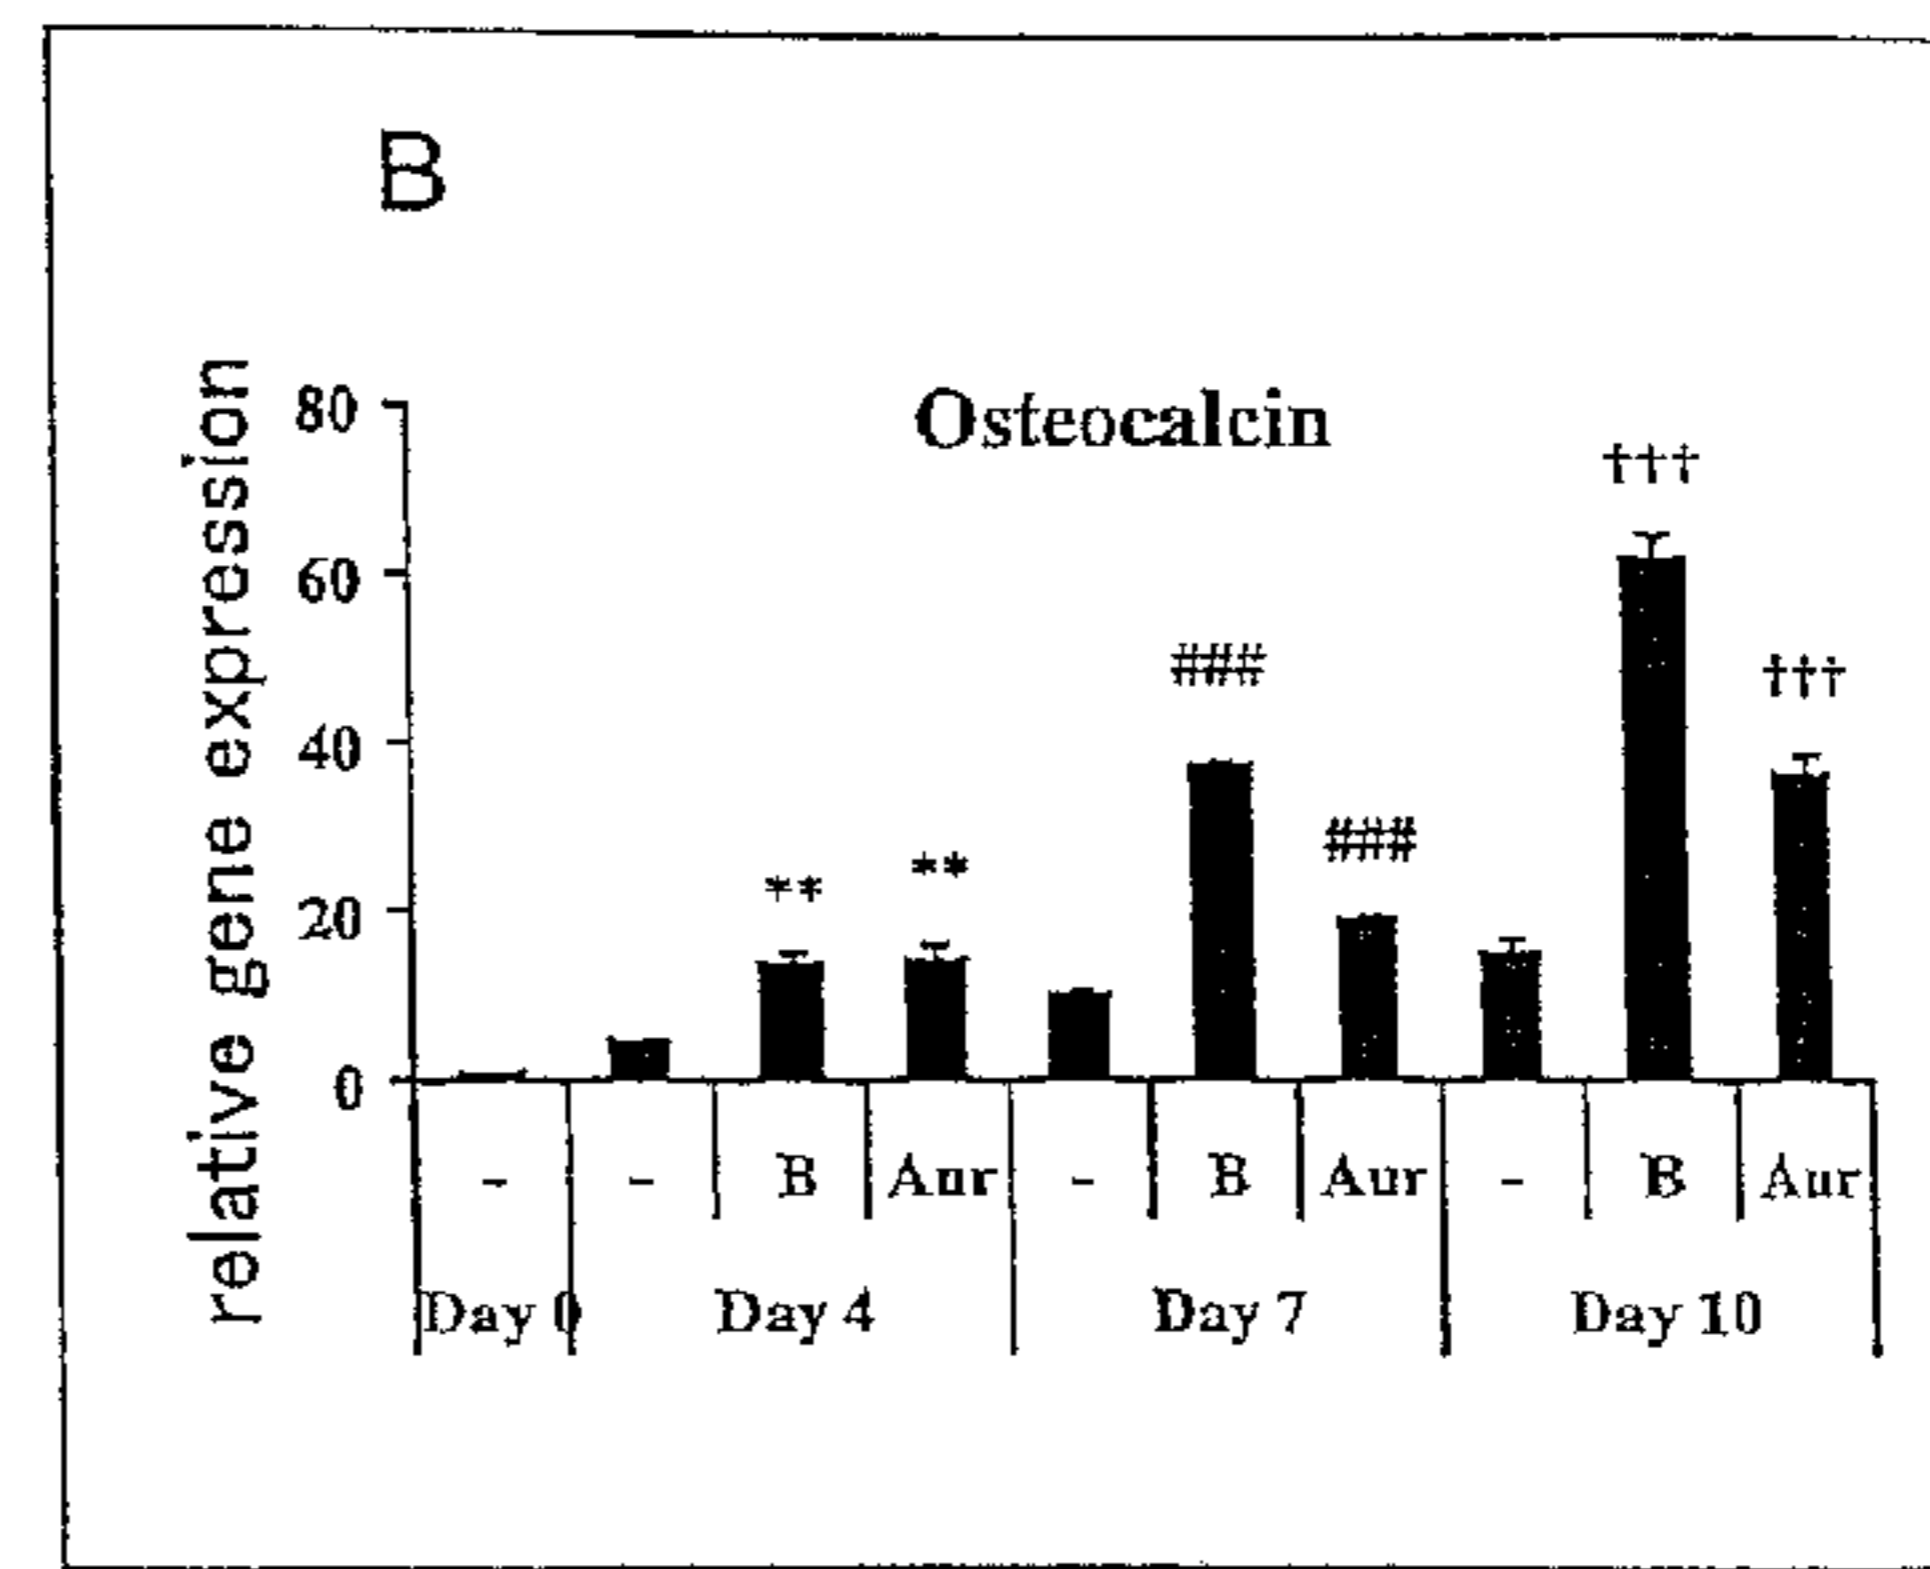 B
Osteocalcin
relative gene expression
80
60
40
20
0
** ** ### ### ††† †††
- - B Aur - B Aur - B Aur
Day 0 Day 4 Day 7 Day 10